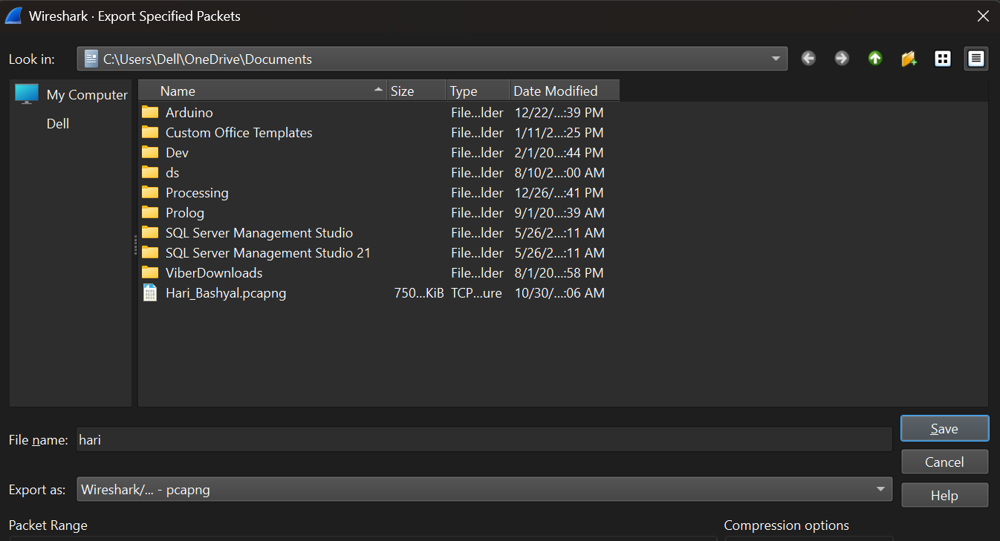 Wireshark · Export Specified Packets
Look in: C:\Users\Dell\OneDrive\Documents
My Computer
Dell
Name Size Type Date Modified
Arduino File...lder 12/22/...:39 PM
Custom Office Templates File...lder 1/11/2...:25 PM
Dev File...lder 2/1/20...:44 PM
ds File...lder 8/10/2...:00 AM
Processing File...lder 12/26/...:41 PM
Prolog File...lder 9/1/20...:39 AM
SQL Server Management Studio File...lder 5/26/2...:11 AM
SQL Server Management Studio 21 File...lder 5/26/2...:11 AM
ViberDownloads File...lder 8/1/20...:58 PM
Hari_Bashyal.pcapng 750...KiB TCP...ure 10/30/...:06 AM
File name: hari
Save
Cancel
Export as: Wireshark/... - pcapng
Help
Packet Range
Compression options